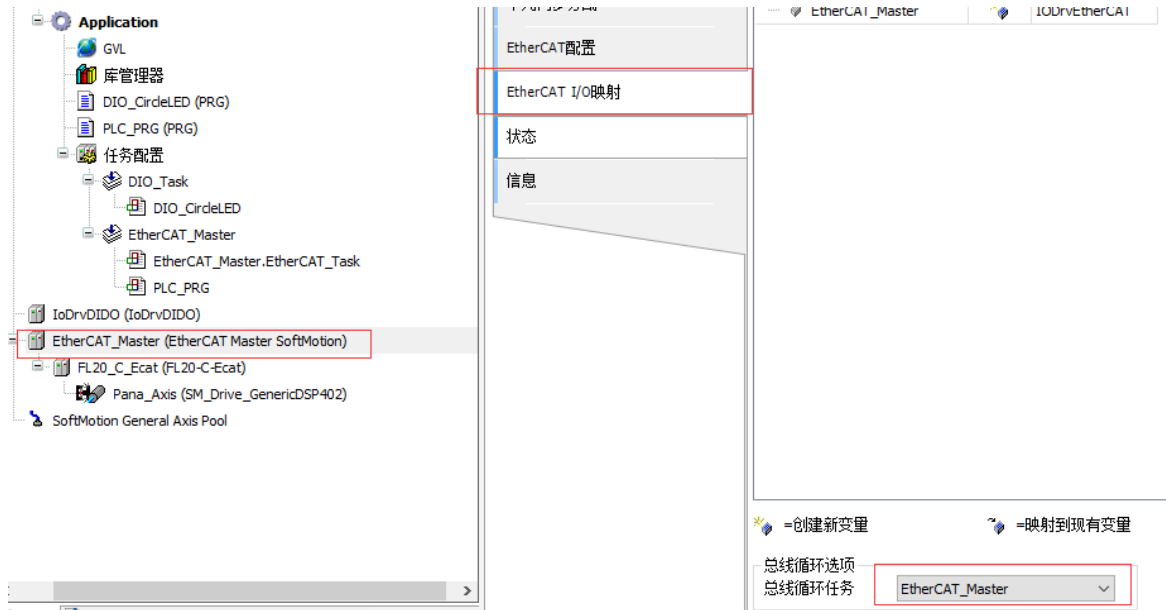 Application
GVL
库管理器
DIO_CircleLED (PRG)
PLC_PRG (PRG)
任务配置
DIO_Task
DIO_CircleLED
EtherCAT_Master
EtherCAT_Master.EtherCAT_Task
PLC_PRG
IoDrvDIDO (IoDrvDIDO)
EtherCAT_Master (EtherCAT Master SoftMotion)
FL20_C_Ecat (FL20-C-Ecat)
Pana_Axis (SM_Drive_GenericDSP402)
SoftMotion General Axis Pool
EtherCAT配置
EtherCAT I/O映射
状态
信息
EtherCAT_Master IODrvEtherCAT
=创建新变量 =映射到现有变量
总线循环选项
总线循环任务 EtherCAT_Master